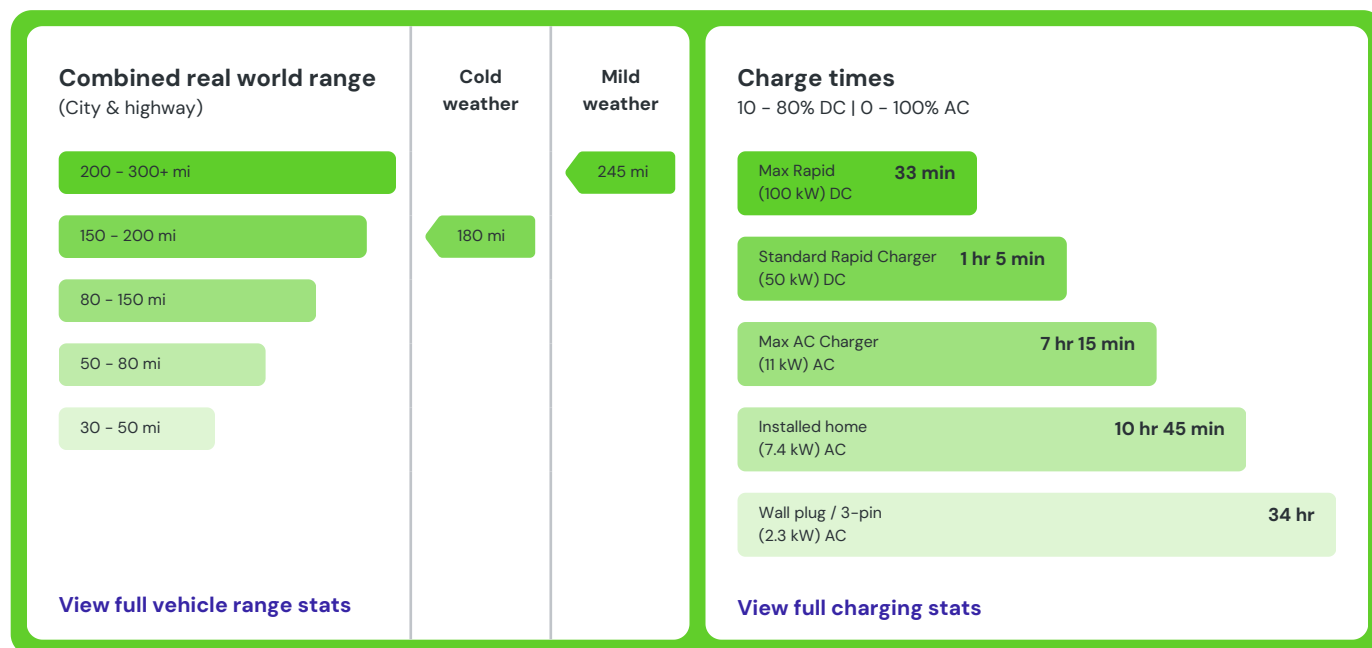 Combined real world range
(City & highway)
Cold
weather
Mild
weather
200 - 300+ mi
245 mi
150 - 200 mi
180 mi
80 - 150 mi
50 - 80 mi
30 - 50 mi
View full vehicle range stats
Charge times
10 - 80% DC | 0 - 100% AC
Max Rapid
(100 kW) DC
33 min
Standard Rapid Charger
(50 kW) DC
1 hr 5 min
Max AC Charger
(11 kW) AC
7 hr 15 min
Installed home
(7.4 kW) AC
10 hr 45 min
Wall plug / 3-pin
(2.3 kW) AC
34 hr
View full charging stats